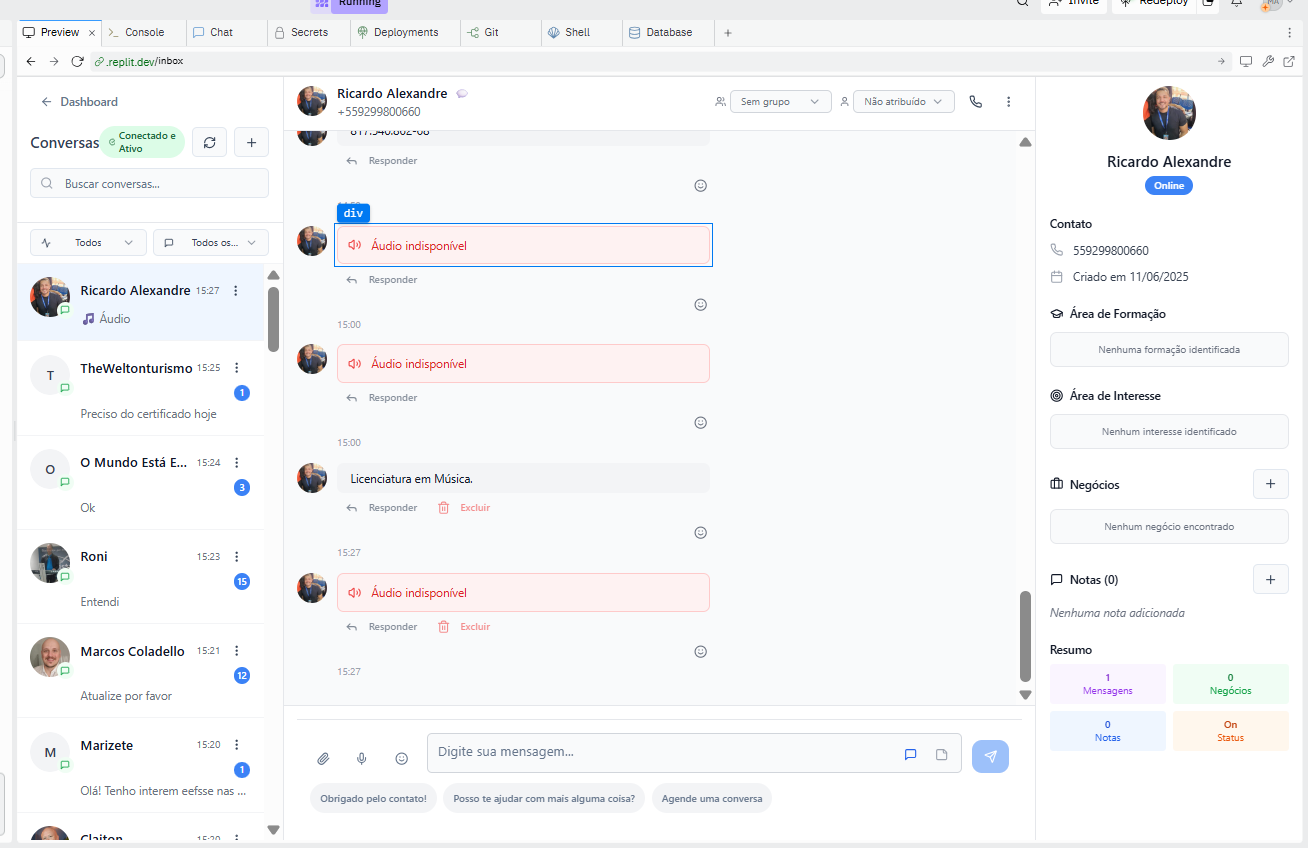 Running
Invite
Redeploy
Preview
Console
Chat
Secrets
Deployments
Git
Shell
Database
.replit.dev/inbox
Dashboard
Conversas
Conectado e
Ativo
Buscar conversas...
Todos
Todos os...
Ricardo Alexandre 15:27
Áudio
T
TheWeltonturismo 15:25
1
Preciso do certificado hoje
O
O Mundo Está E... 15:24
3
Ok
Roni 15:23
15
Entendi
Marcos Coladello 15:21
12
Atualize por favor
M
Marizete 15:20
1
Olá! Tenho interem eefsse nas ...
Claiton 15:20
Ricardo Alexandre
+559299800660
Sem grupo
Não atribuído
Responder
div
Áudio indisponível
Responder
15:00
Áudio indisponível
Responder
15:00
Licenciatura em Música.
Responder
Excluir
15:27
Áudio indisponível
Responder
Excluir
15:27
Digite sua mensagem...
Obrigado pelo contato!
Posso te ajudar com mais alguma coisa?
Agende uma conversa
Ricardo Alexandre
Online
Contato
559299800660
Criado em 11/06/2025
Área de Formação
Nenhuma formação identificada
Área de Interesse
Nenhum interesse identificado
Negócios
Nenhum negócio encontrado
Notas (0)
Nenhuma nota adicionada
Resumo
1
Mensagens
0
Negócios
0
Notas
On
Status